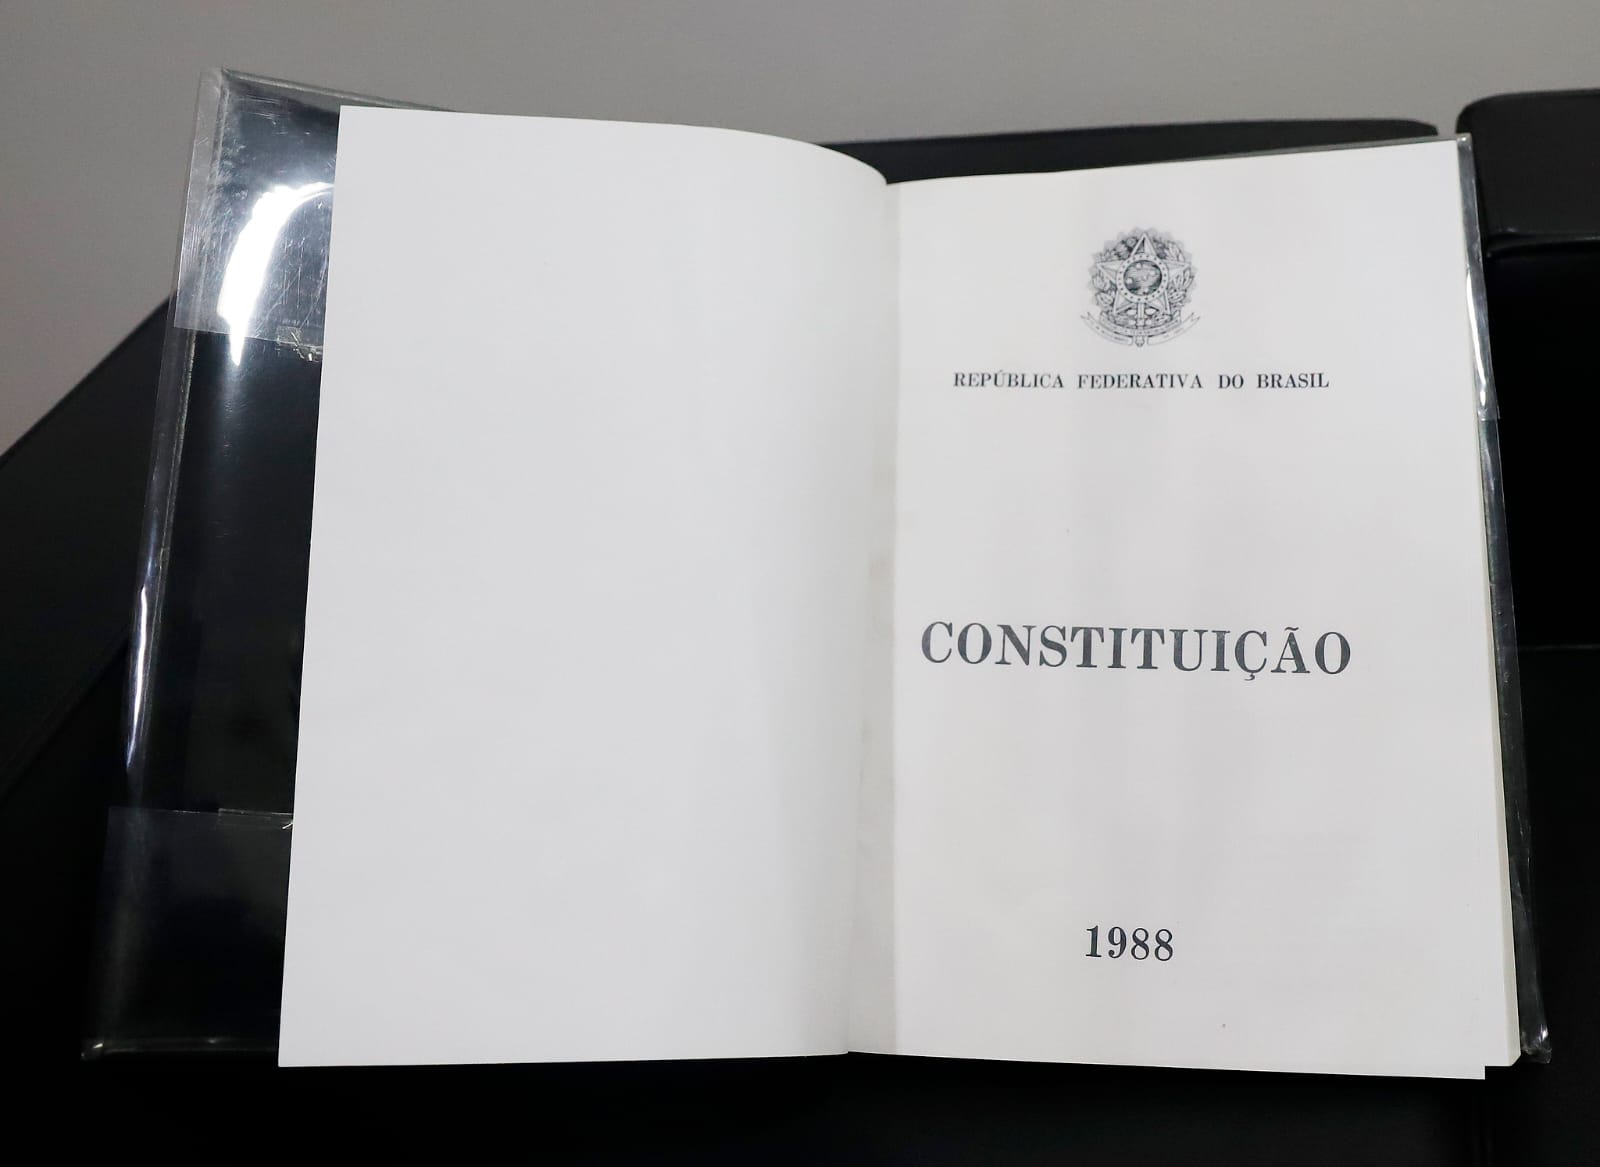 REPÚBLICA FEDERATIVA DO BRASIL
CONSTITUIÇÃO
1988